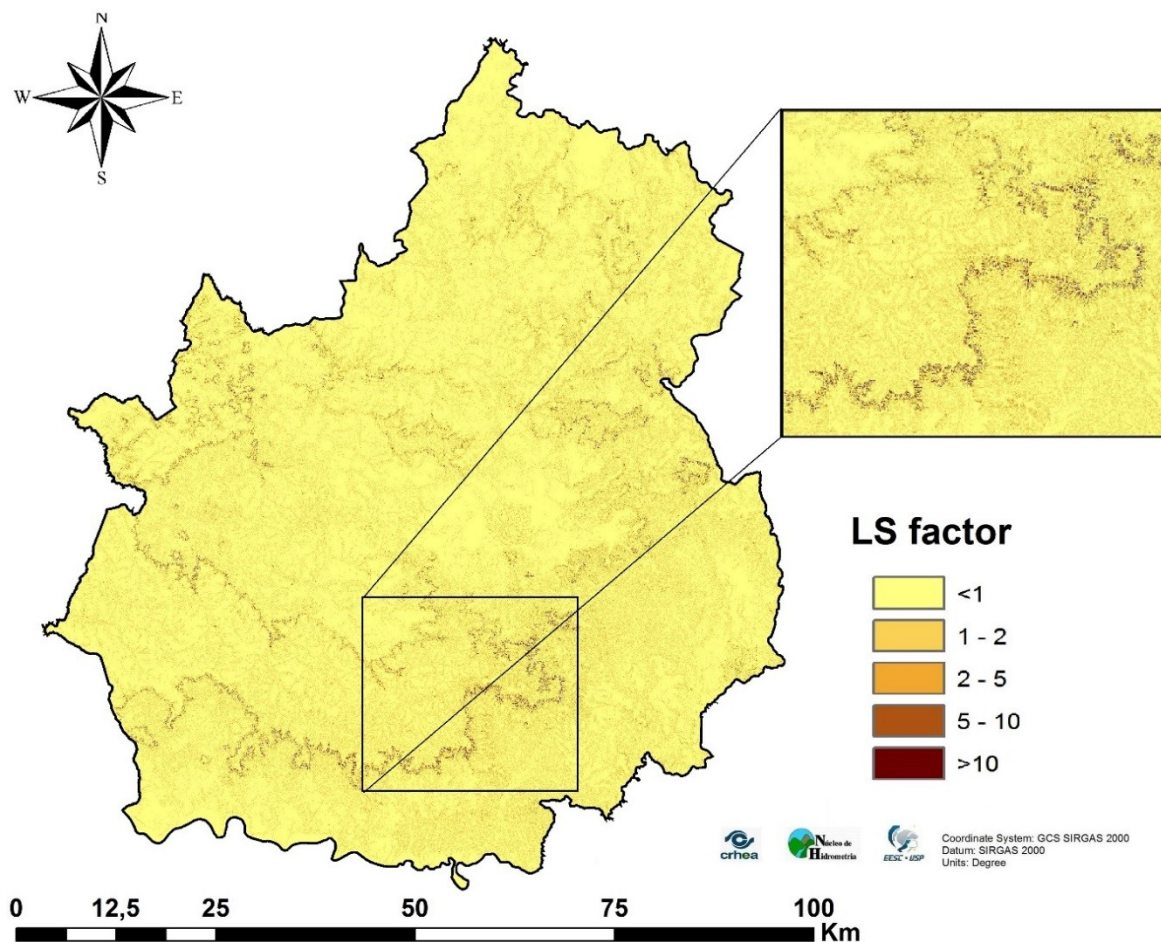 N
W
E
S
LS factor
<1
1 - 2
2 - 5
5 - 10
>10
crhea
Núcleo de
Hidrometria
EESC • USP
Coordinate System: GCS SIRGAS 2000
Datum: SIRGAS 2000
Units: Degree
0 12,5 25 50 75 100
Km